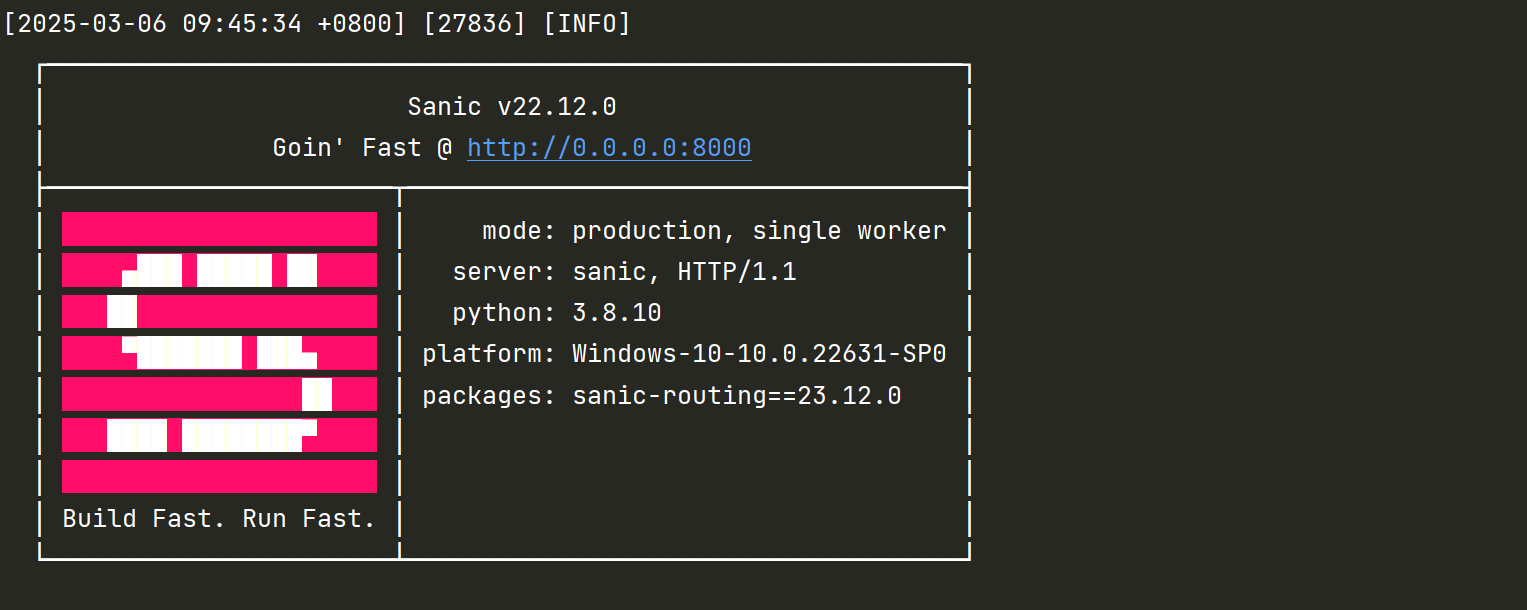 [2025-03-06 09:45:34 +0800] [27836] [INFO]
Sanic v22.12.0
Goin' Fast @ http://0.0.0.0:8000
mode: production, single worker
server: sanic, HTTP/1.1
python: 3.8.10
platform: Windows-10-10.0.22631-SP0
packages: sanic-routing==23.12.0
Build Fast. Run Fast.